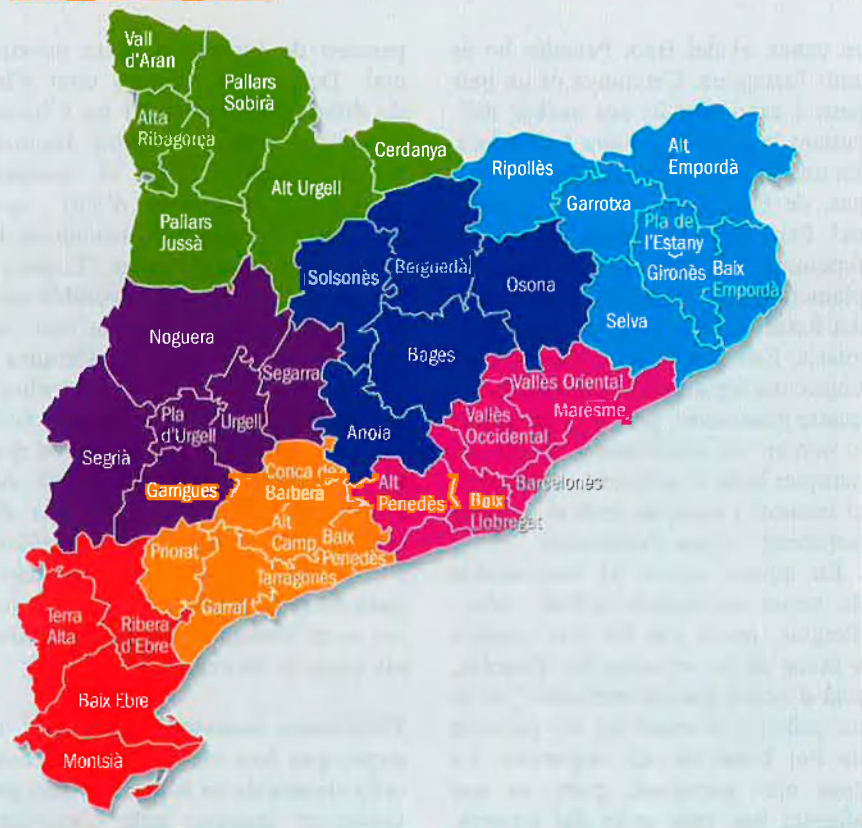 Vall
d'Aran
Pallars
Sobirà
Alta
Ribagorça
Cerdanya
Alt Urgell
Pallars
Jussà
Ripollès
Alt
Empordà
Garrotxa
Pla de
l'Estany
Gironès
Baix
Empordà
Solsonès
Berguedà
Osona
Selva
Noguera
Bages
Segarra
Vallès Oriental
Maresme
Vallès
Occidental
Pla
d'Urgell
Urgell
Anoia
Segrià
Garrigues
Conca de
Barberà
Alt
Penedès
Baix
Llobregat
Barcelonès
Priorat
Alt
Camp
Baix
Penedès
Tarragonès
Garraf
Terra
Alta
Ribera
d'Ebre
Baix Ebre
Montsià